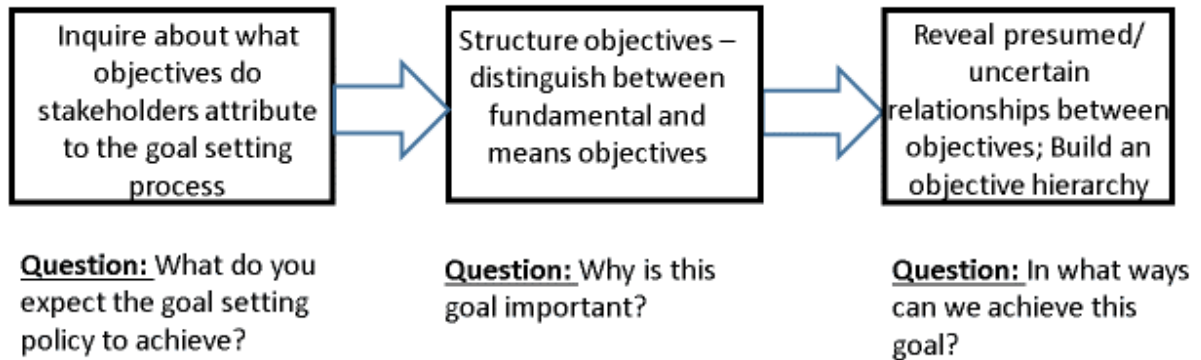 Inquire about what
objectives do
stakeholders attribute
to the goal setting
process
Structure objectives –
distinguish between
fundamental and
means objectives
Reveal presumed/
uncertain
relationships between
objectives; Build an
objective hierarchy
Question: What do you
expect the goal setting
policy to achieve?
Question: Why is this
goal important?
Question: In what ways
can we achieve this
goal?